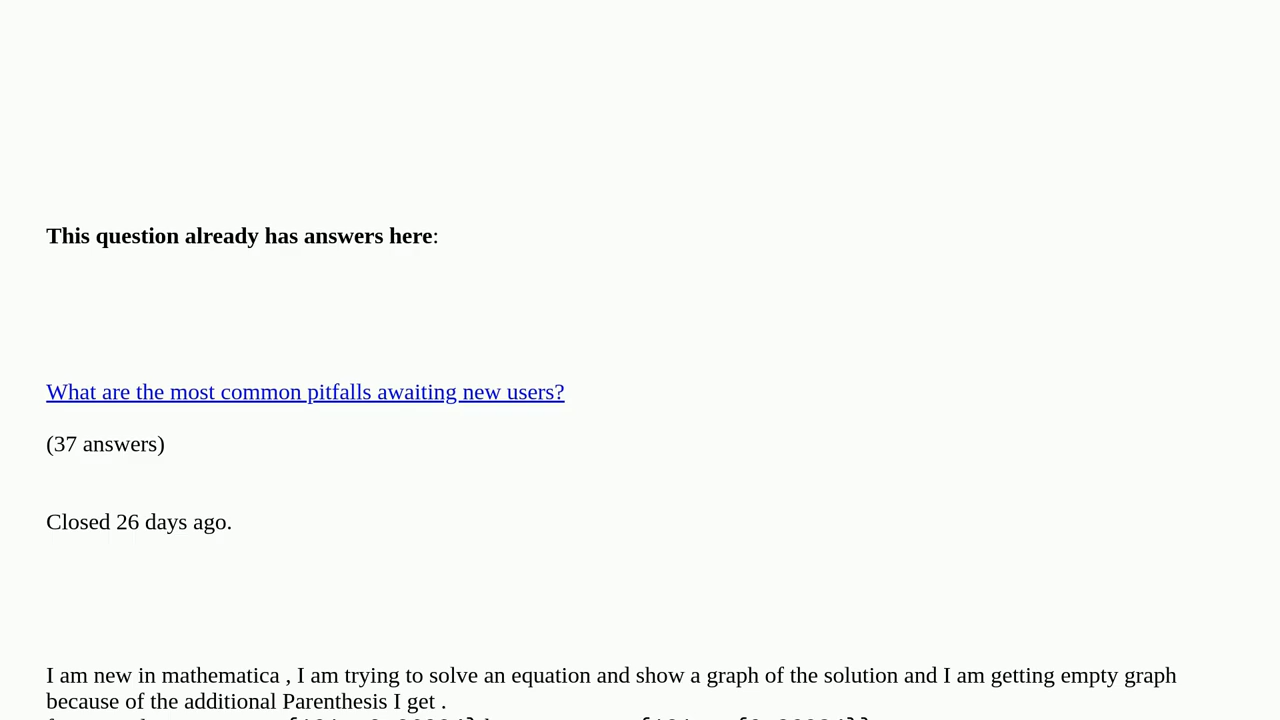 This question already has answers here:
What are the most common pitfalls awaiting new users?
(37 answers)
Closed 26 days ago.
I am new in mathematica , I am trying to solve an equation and show a graph of the solution and I am getting empty graph
because of the additional Parenthesis I get .